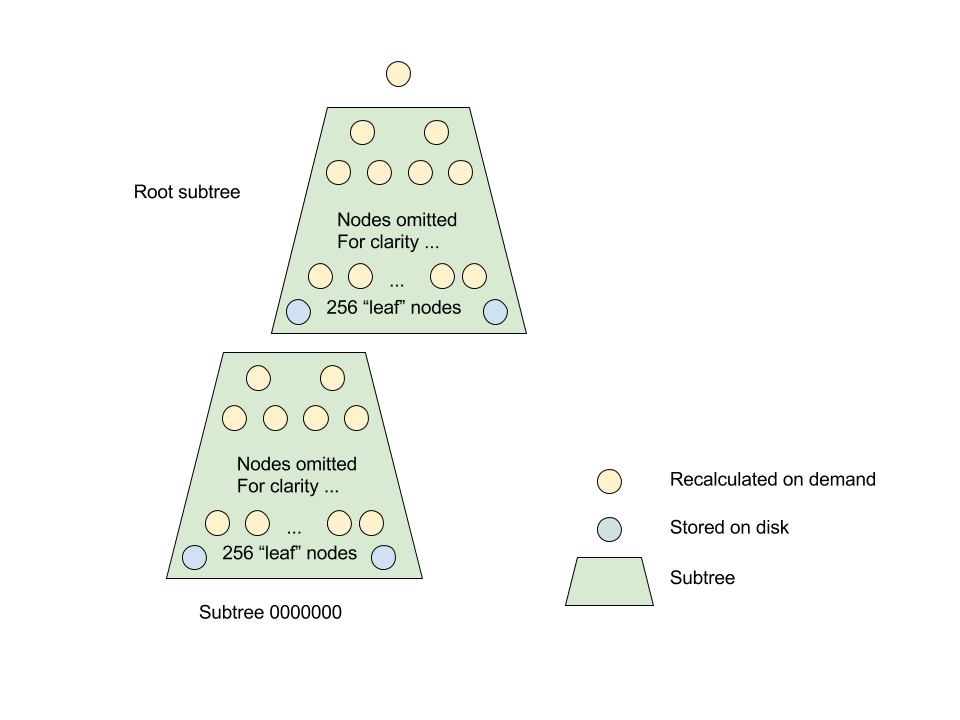 Root subtree
Nodes omitted
For clarity ...
...
256 “leaf” nodes
Nodes omitted
For clarity ...
...
256 “leaf” nodes
Subtree 0000000
Recalculated on demand
Stored on disk
Subtree